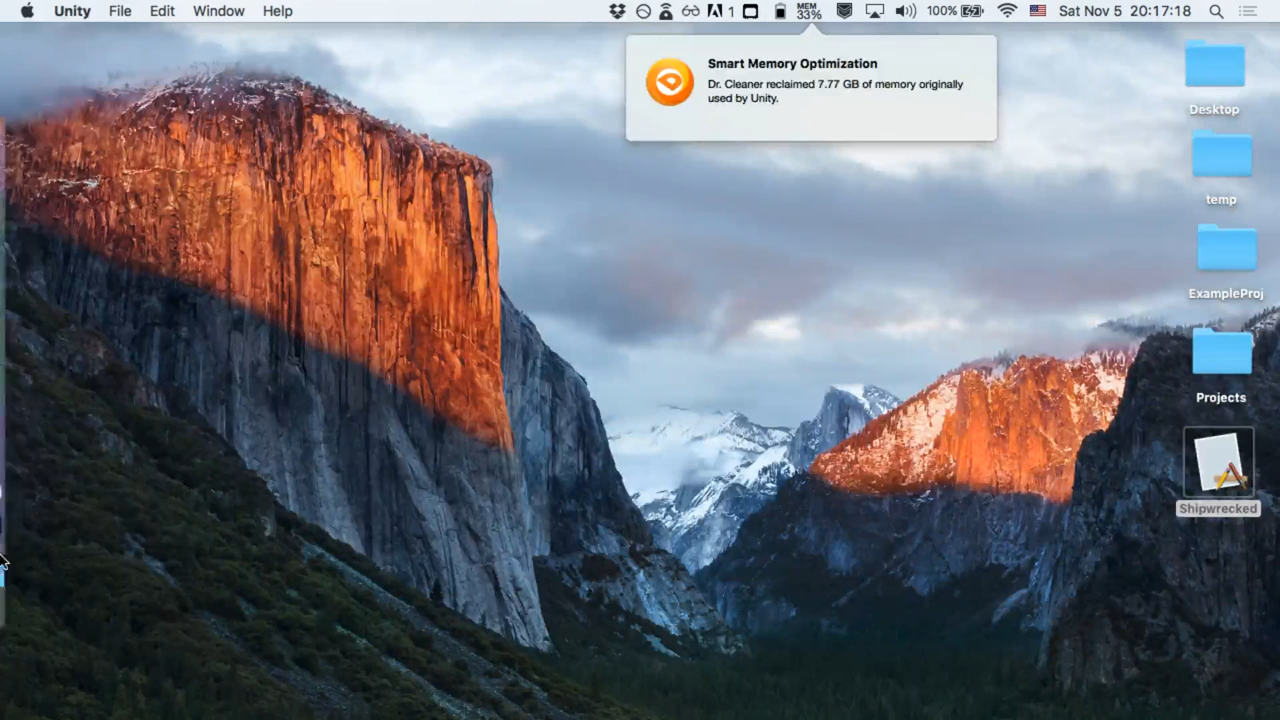 Unity File Edit Window Help 1 MEM 33% 100% Sat Nov 5 20:17:18
Smart Memory Optimization
Dr. Cleaner reclaimed 7.77 GB of memory originally
used by Unity.
Desktop
temp
ExampleProj
Projects
Shipwrecked